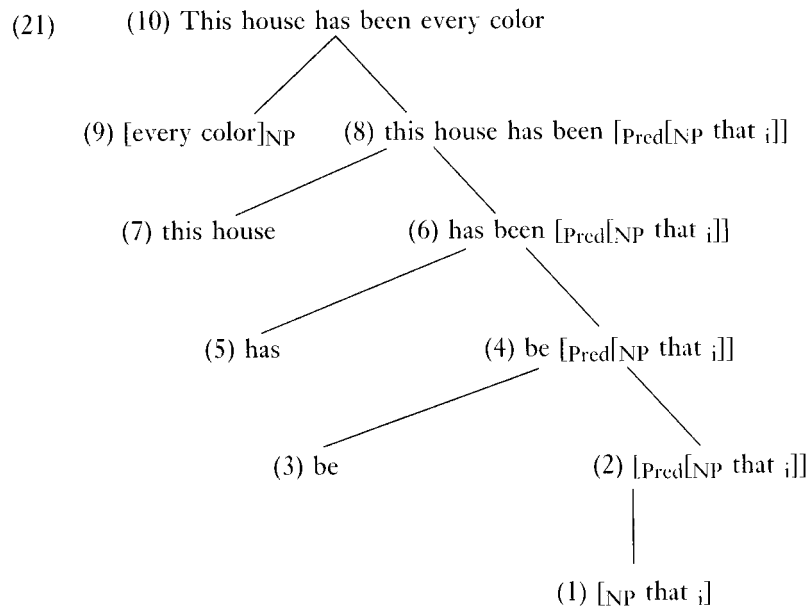 (21) (10) This house has been every color
(9) [every color]NP (8) this house has been [Pred[NP that i]]
(7) this house (6) has been [Pred[NP that i]]
(5) has (4) be [Pred[NP that i]]
(3) be (2) [Pred[NP that i]]
(1) [NP that i]